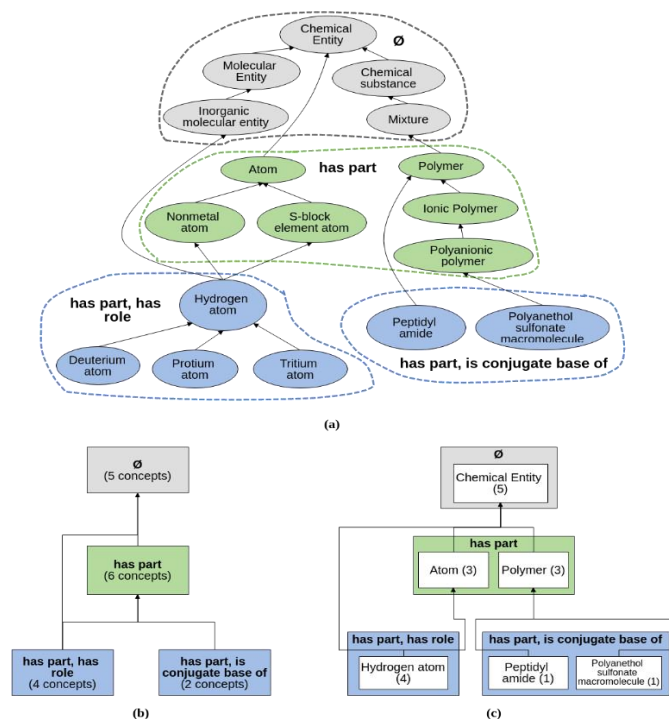 Chemical
Entity
Ø
Molecular
Entity
Chemical
substance
Inorganic
molecular entity
Mixture
Atom
has part
Polymer
Nonmetal
atom
S-block
element atom
Ionic Polymer
Polyanionic
polymer
has part, has
role
Hydrogen
atom
Peptidyl
amide
Polyanethol
sulfonate
macromolecule
Deuterium
atom
Protium
atom
Tritium
atom
has part, is conjugate base of
(a)
Ø
(5 concepts)
has part
(6 concepts)
has part, has
role
(4 concepts)
has part, is
conjugate base of
(2 concepts)
(b)
Ø
Chemical Entity
(5)
has part
Atom (3)
Polymer (3)
has part, has role
Hydrogen atom
(4)
has part, is conjugate base of
Peptidyl
amide (1)
Polyanethol
sulfonate
macromolecule (1)
(c)